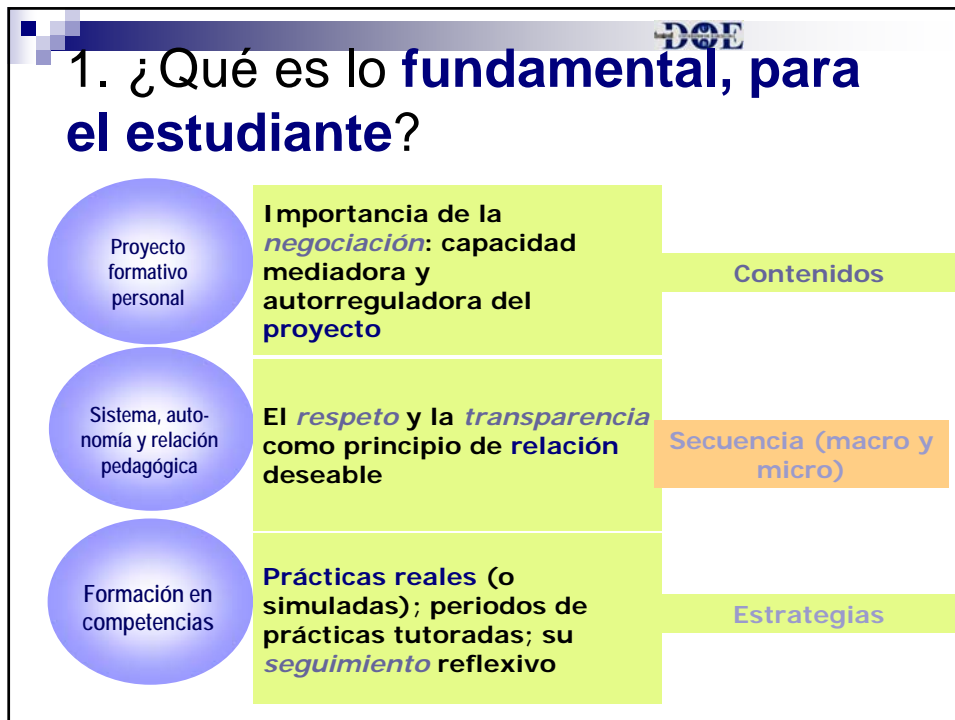 DOE
1. ¿Qué es lo fundamental, para
el estudiante?
Proyecto
formativo
personal
Importancia de la
negociación: capacidad
mediadora y
autorreguladora del
proyecto
Contenidos
Sistema, auto-
nomía y relación
pedagógica
El respeto y la transparencia
como principio de relación
deseable
Secuencia (macro y
micro)
Formación en
competencias
Prácticas reales (o
simuladas); periodos de
prácticas tutoradas; su
seguimiento reflexivo
Estrategias